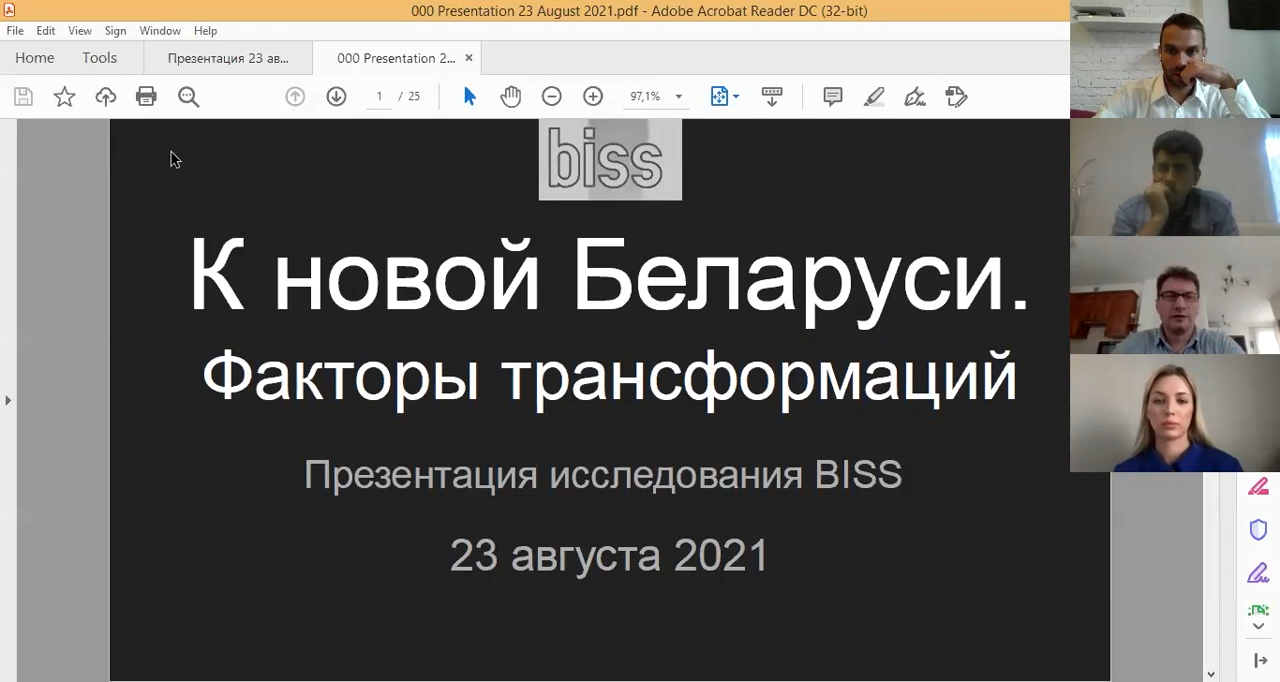 000 Presentation 23 August 2021.pdf - Adobe Acrobat Reader DC (32-bit)
File Edit View Sign Window Help
Home Tools Презентация 23 ав... 000 Presentation 2... ×
1 / 25 97,1%
biss
К новой Беларуси.
Факторы трансформаций
Презентация исследования BISS
23 августа 2021